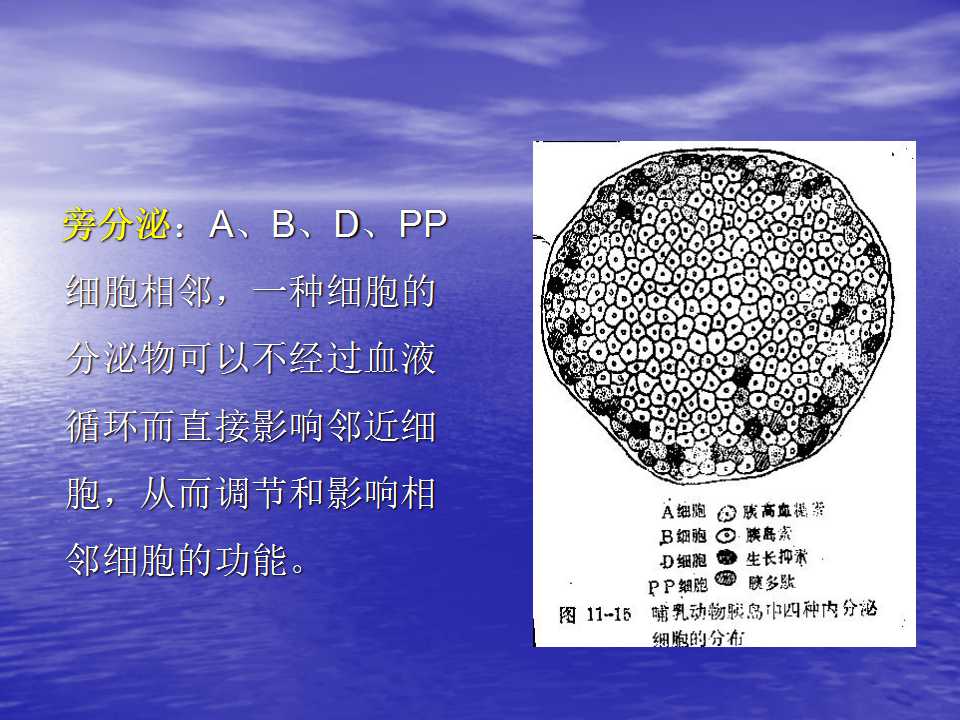 旁分泌：A、B、D、PP
细胞相邻，一种细胞的
分泌物可以不经过血液
循环而直接影响邻近细
胞，从而调节和影响相
邻细胞的功能。
A细胞 胰高血糖素
B细胞 胰岛素
D细胞 生长抑素
PP细胞 胰多肽
图 11-15 哺乳动物胰岛中四种内分泌
细胞的分布